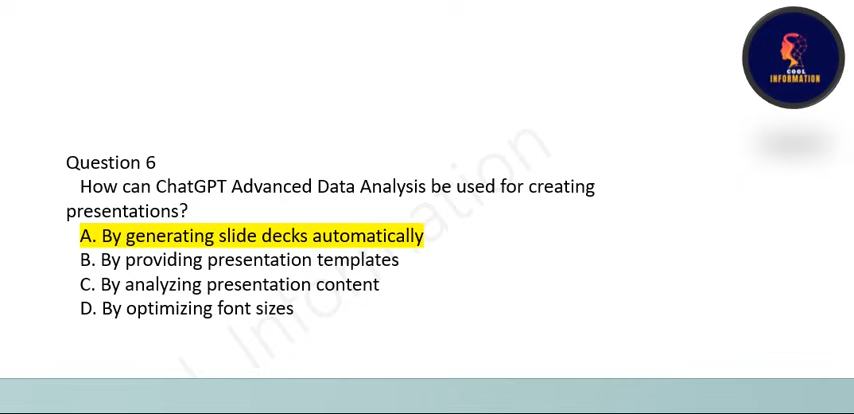 COOL
INFORMATION
Question 6
How can ChatGPT Advanced Data Analysis be used for creating
presentations?
A. By generating slide decks automatically
B. By providing presentation templates
C. By analyzing presentation content
D. By optimizing font sizes
l Information